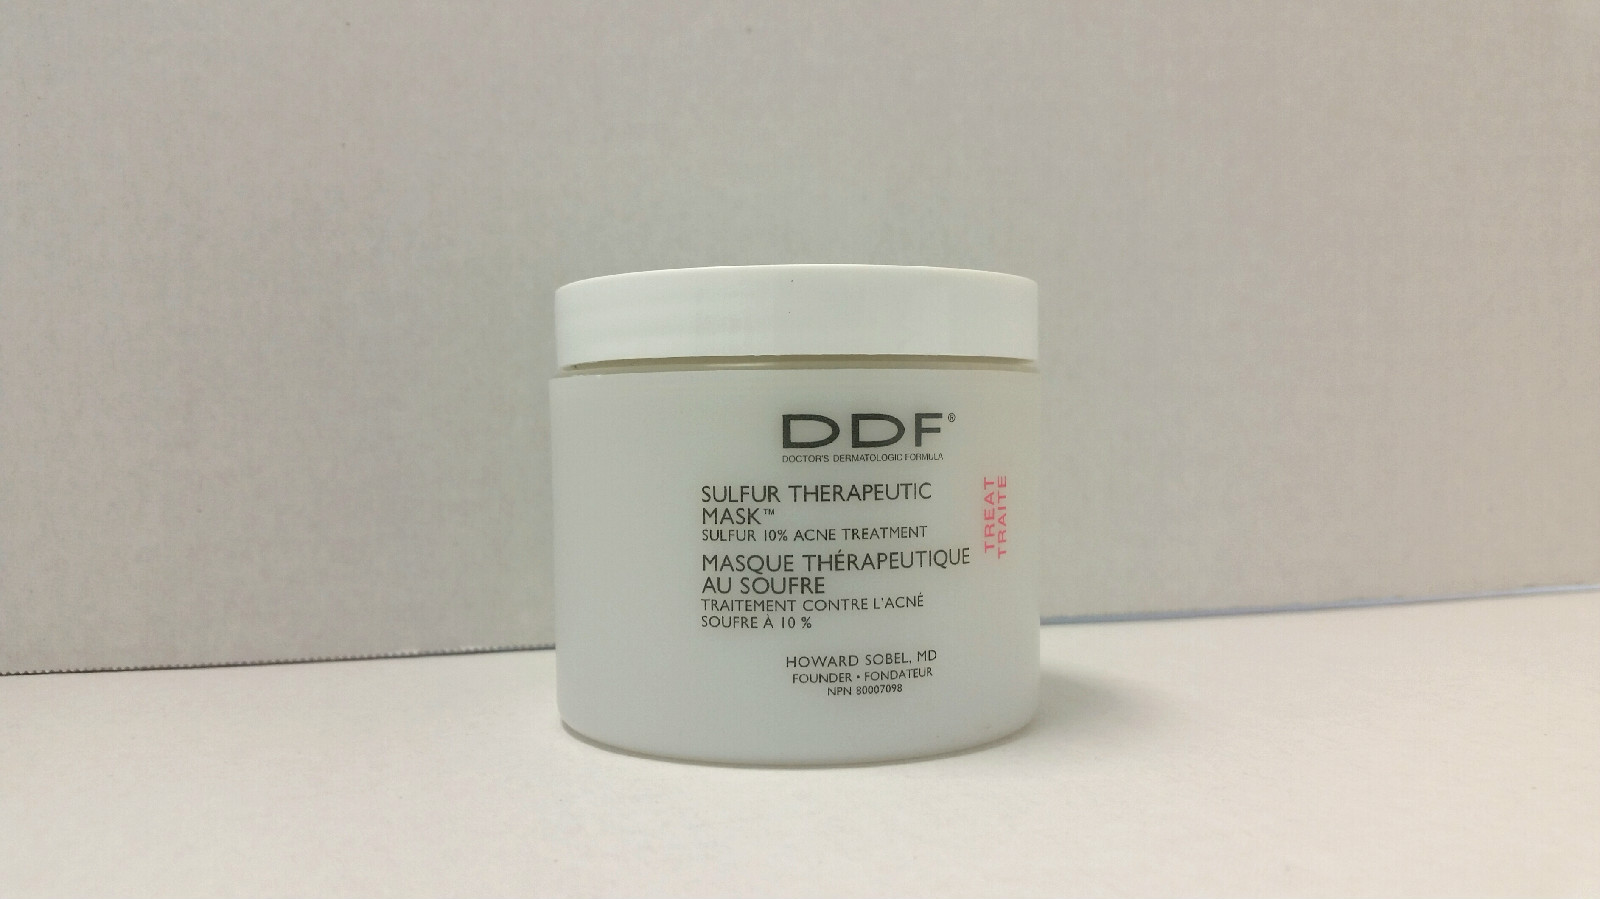 DDF®
DOCTOR'S DERMATOLOGIC FORMULA
SULFUR THERAPEUTIC
MASK™
SULFUR 10% ACNE TREATMENT
MASQUE THÉRAPEUTIQUE
AU SOUFRE
TRAITEMENT CONTRE L'ACNÉ
SOUFRE À 10 %
TREAT
TRAITE
HOWARD SOBEL, MD
FOUNDER • FONDATEUR
NPN 80007098